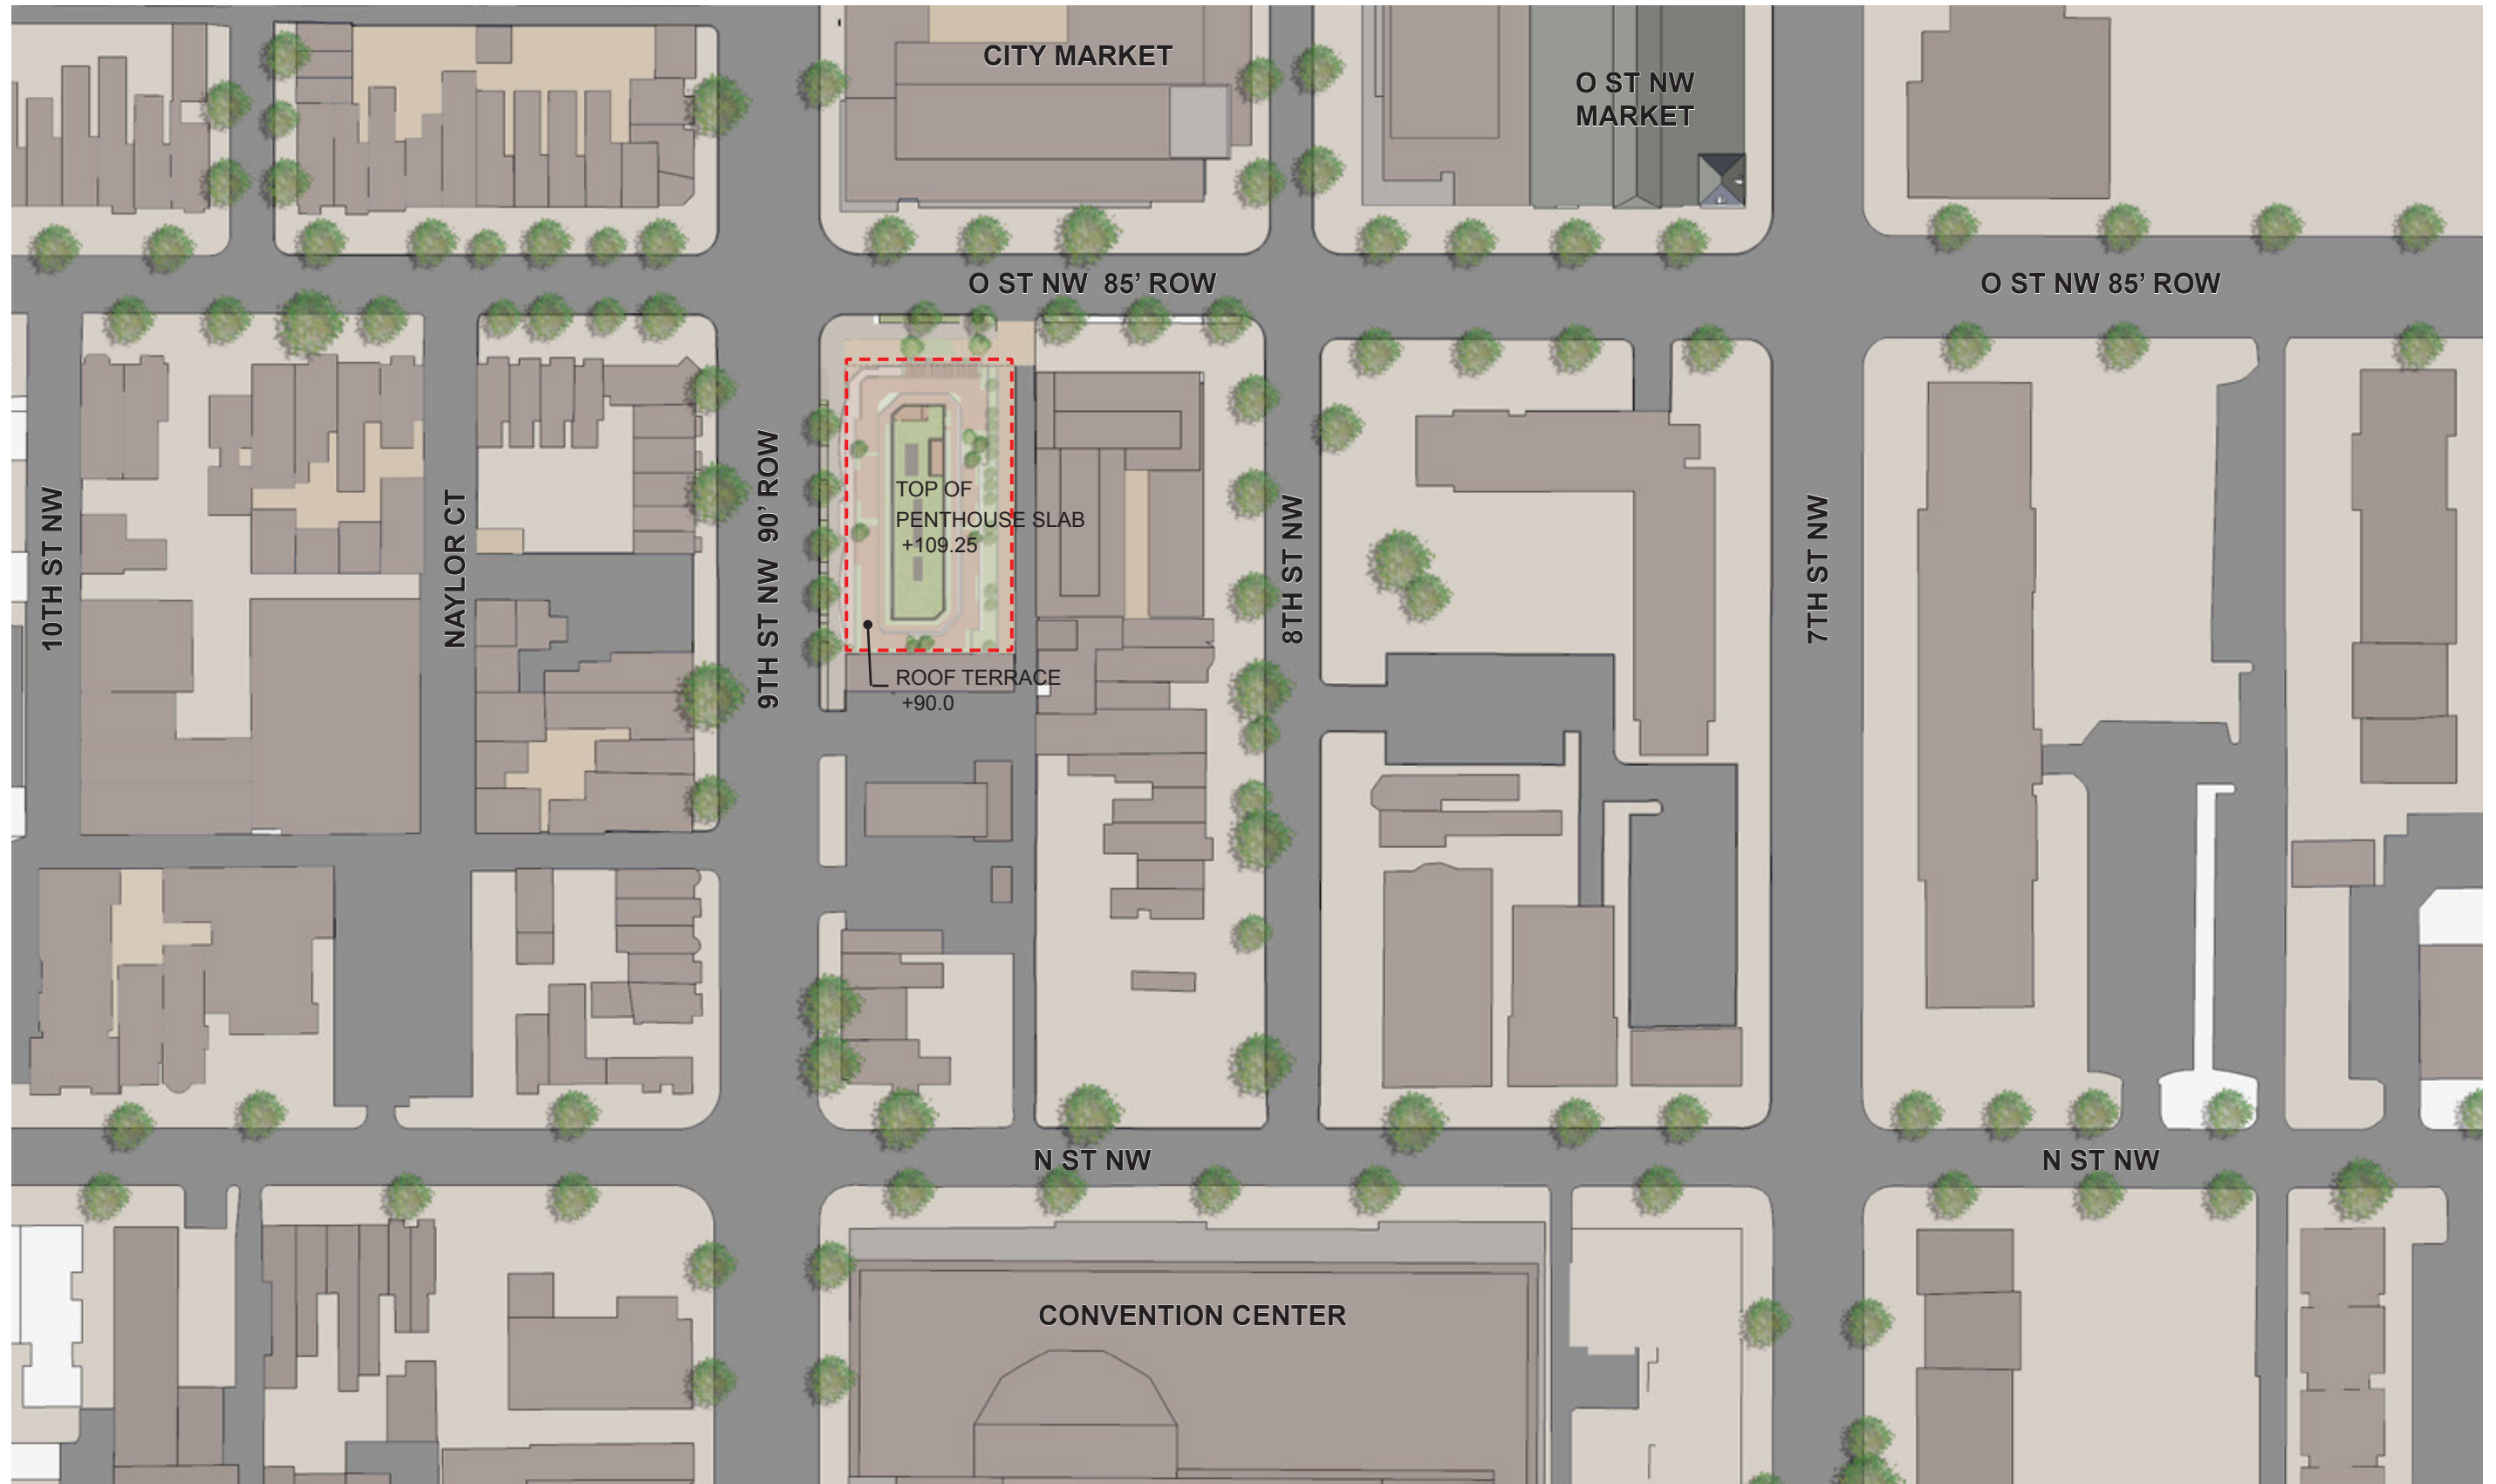 CITY MARKET
O ST NW
MARKET
O ST NW 85’ ROW
O ST NW 85’ ROW
10TH ST NW
NAYLOR CT
9TH ST NW 90’ ROW
TOP OF
PENTHOUSE SLAB
+109.25
8TH ST NW
7TH ST NW
ROOF TERRACE
+90.0
N ST NW
N ST NW
CONVENTION CENTER